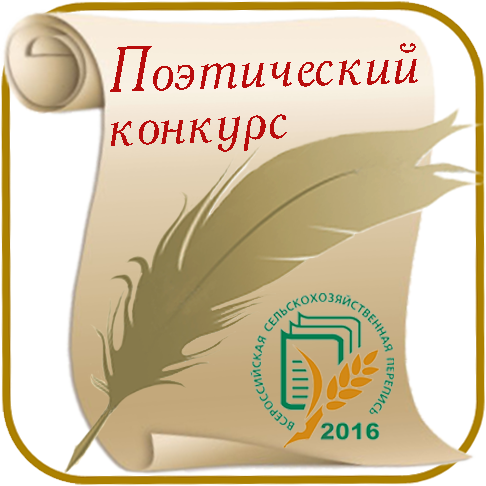 Поэтический
конкурс
ВСЕРОССИЙСКАЯ СЕЛЬСКОХОЗЯЙСТВЕННАЯ ПЕРЕПИСЬ
2016